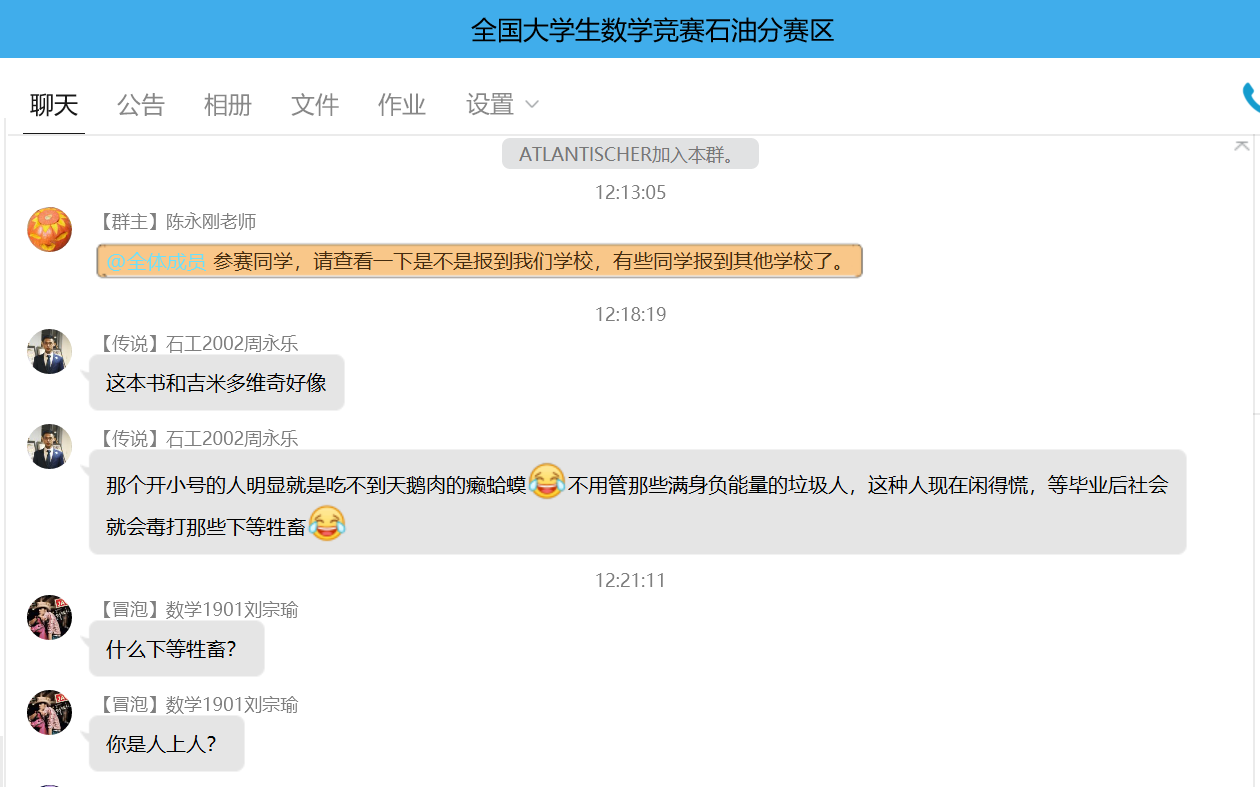 全国大学生数学竞赛石油分赛区
聊天 公告 相册 文件 作业 设置
ATLANTISCHER加入本群。
12:13:05
【群主】陈永刚老师
@全体成员 参赛同学，请查看一下是不是报到我们学校，有些同学报到其他学校了。
12:18:19
【传说】石工2002周永乐
这本书和吉米多维奇好像
【传说】石工2002周永乐
那个开小号的人明显就是吃不到天鹅肉的癞蛤蟆😂不用管那些满身负能量的垃圾人，这种人现在闲得慌，等毕业后社会
就会毒打那些下等牲畜😂
12:21:11
【冒泡】数学1901刘宗瑜
什么下等牲畜？
【冒泡】数学1901刘宗瑜
你是人上人？